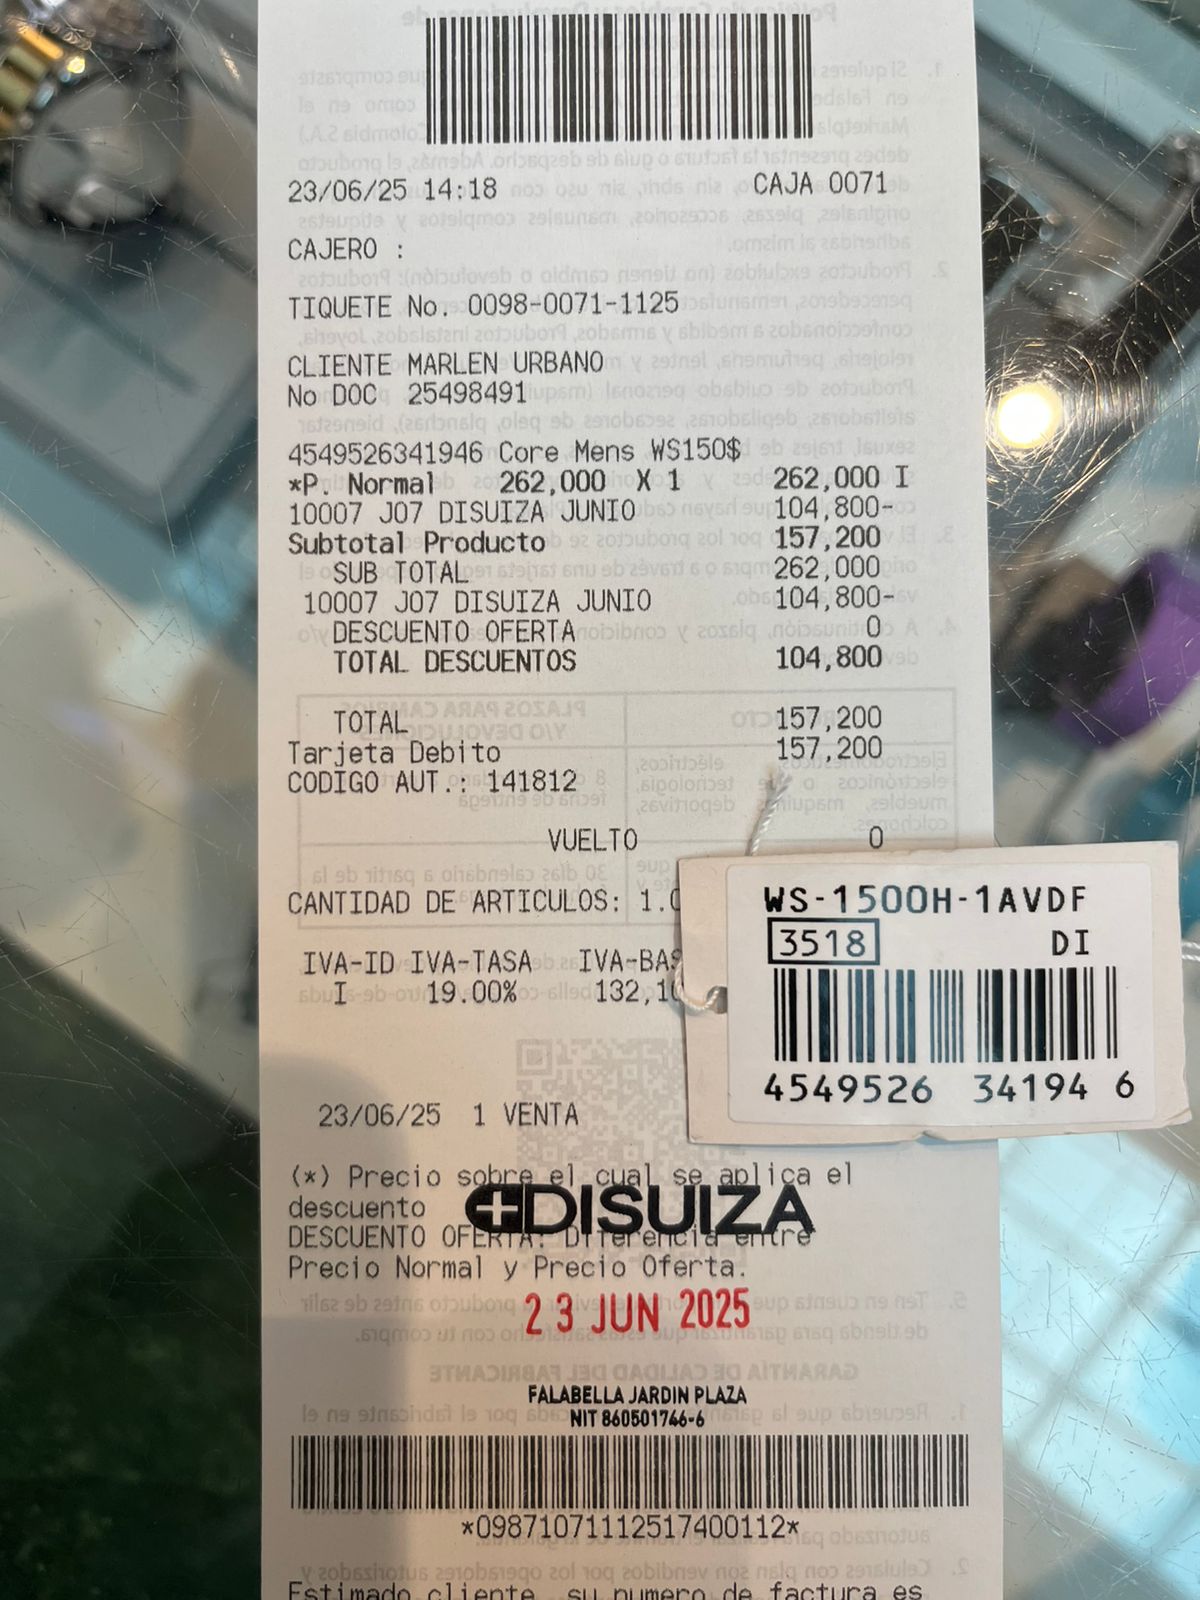 23/06/25 14:18 CAJA 0071
CAJERO :
TIQUETE No. 0098-0071-1125
CLIENTE MARLEN URBANO
No DOC 25498491
4549526341946 Core Mens WS150$
*P. Normal 262,000 X 1 262,000 I
10007 J07 DISUIZA JUNIO 104,800-
Subtotal Producto 157,200
SUB TOTAL 262,000
10007 J07 DISUIZA JUNIO 104,800-
DESCUENTO OFERTA 0
TOTAL DESCUENTOS 104,800
TOTAL 157,200
Tarjeta Debito 157,200
CODIGO AUT.: 141812
VUELTO 0
CANTIDAD DE ARTICULOS: 1.0
IVA-ID IVA-TASA IVA-BAS
I 19.00% 132,10
WS-1500H-1AVDF
3518 DI
4549526 34194 6
23/06/25 1 VENTA
(*) Precio sobre el cual se aplica el
descuento
DISUIZA
DESCUENTO OFERTA: Diferencia entre
Precio Normal y Precio Oferta.
23 JUN 2025
FALABELLA JARDIN PLAZA
NIT 860501746-6
*09871071112517400112*
Estimado cliente, su numero de factura es